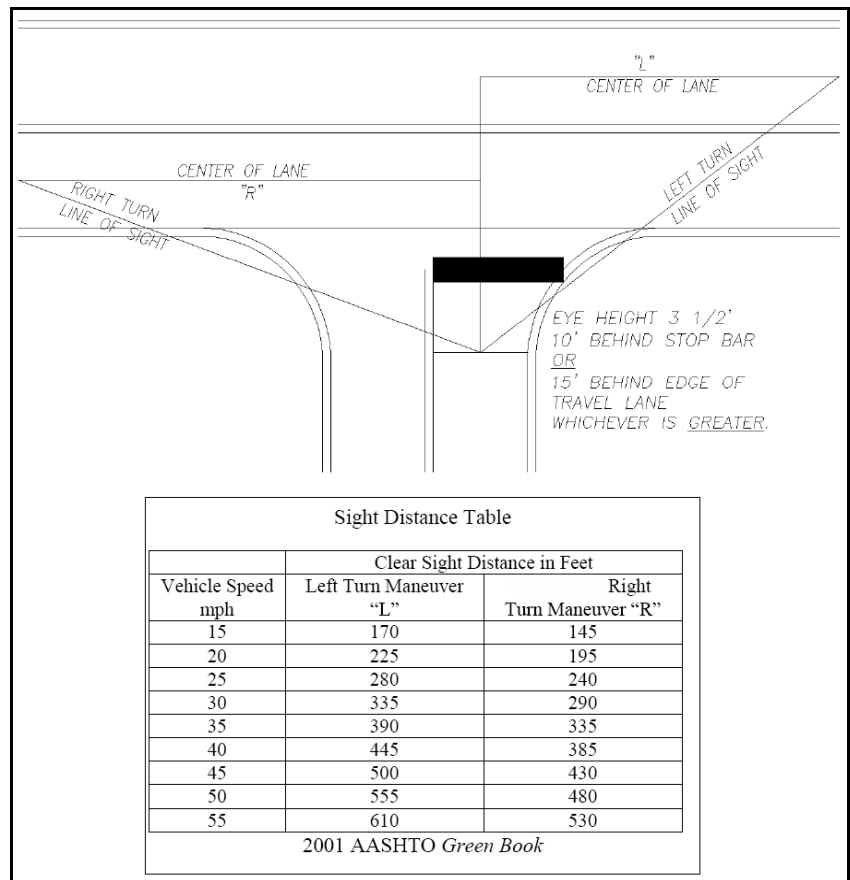 "L"
CENTER OF LANE
CENTER OF LANE
"R"
RIGHT TURN
LINE OF SIGHT
LEFT TURN
LINE OF SIGHT
EYE HEIGHT 3 1/2'
10' BEHIND STOP BAR
OR
15' BEHIND EDGE OF
TRAVEL LANE
WHICHEVER IS GREATER.
Sight Distance Table
Clear Sight Distance in Feet
Vehicle Speed Left Turn Maneuver Right
mph “L” Turn Maneuver “R”
15 170 145
20 225 195
25 280 240
30 335 290
35 390 335
40 445 385
45 500 430
50 555 480
55 610 530
2001 AASHTO Green Book